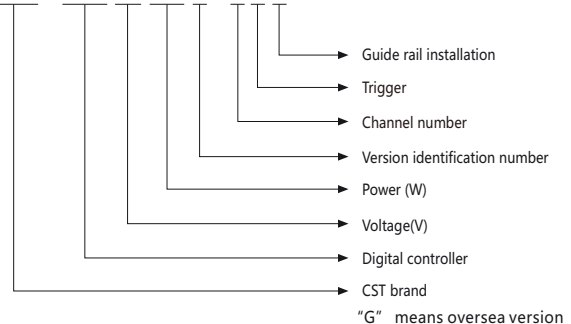 Guide rail installation
Trigger
Channel number
Version identification number
Power (W)
Voltage(V)
Digital controller
CST brand
“G” means oversea version